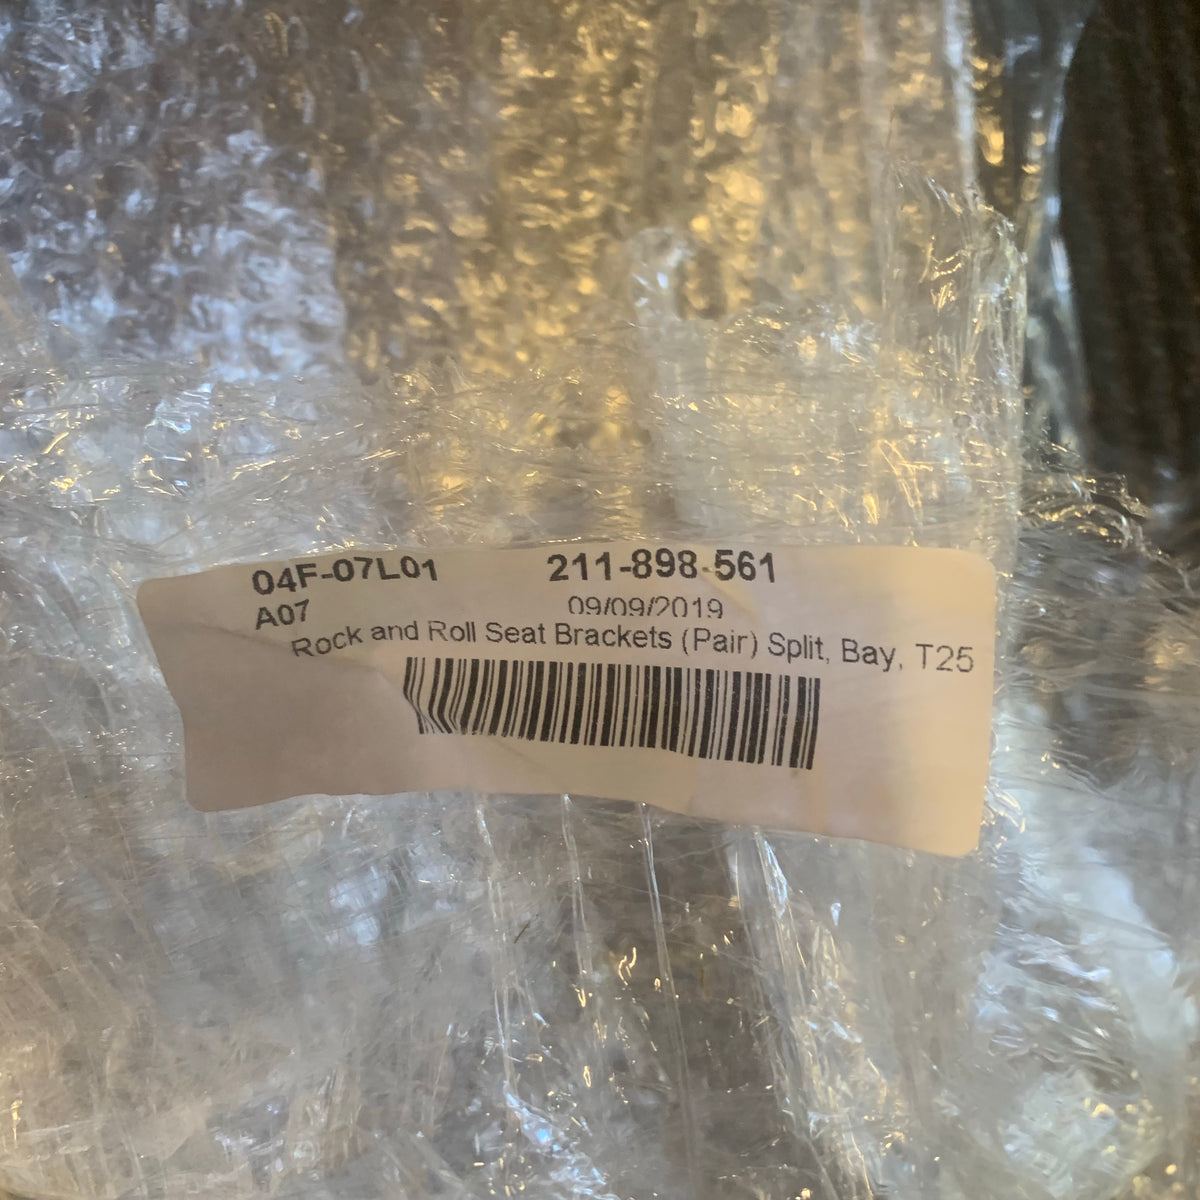 04F-07L01 211-898-561
A07 09/09/2019
Rock and Roll Seat Brackets (Pair) Split, Bay, T25